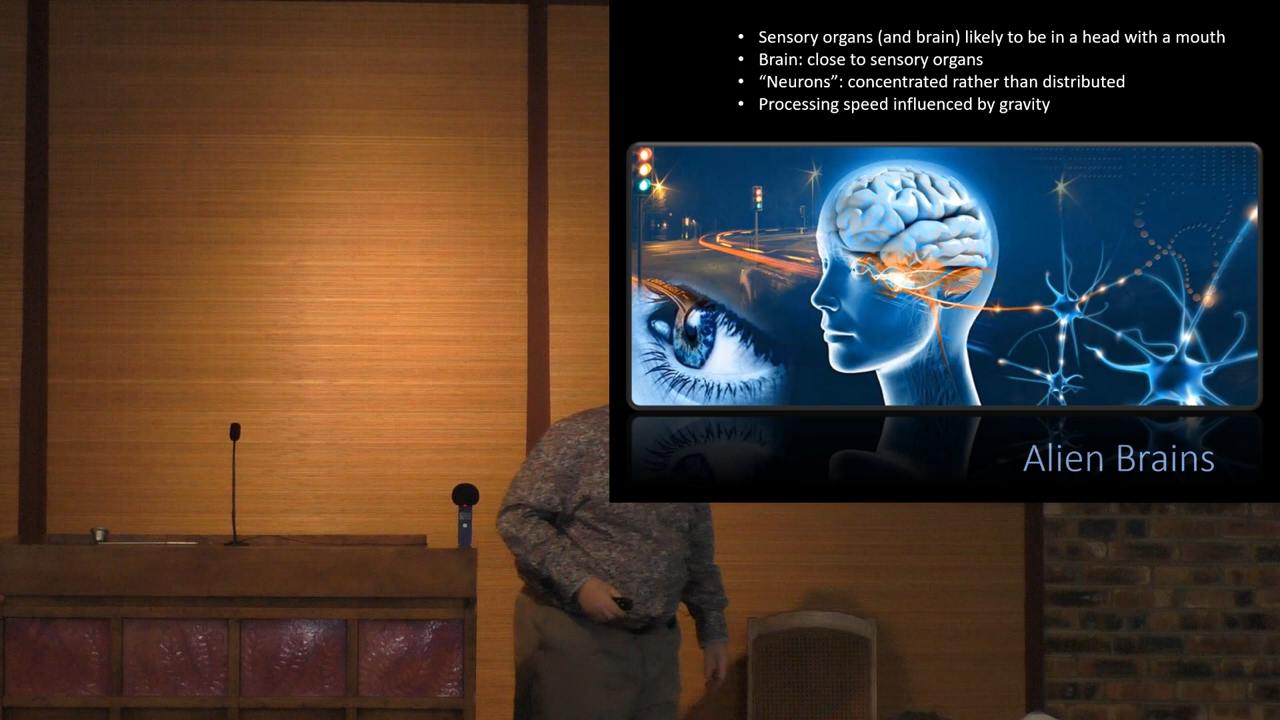 • Sensory organs (and brain) likely to be in a head with a mouth
• Brain: close to sensory organs
• “Neurons”: concentrated rather than distributed
• Processing speed influenced by gravity
Alien Brains